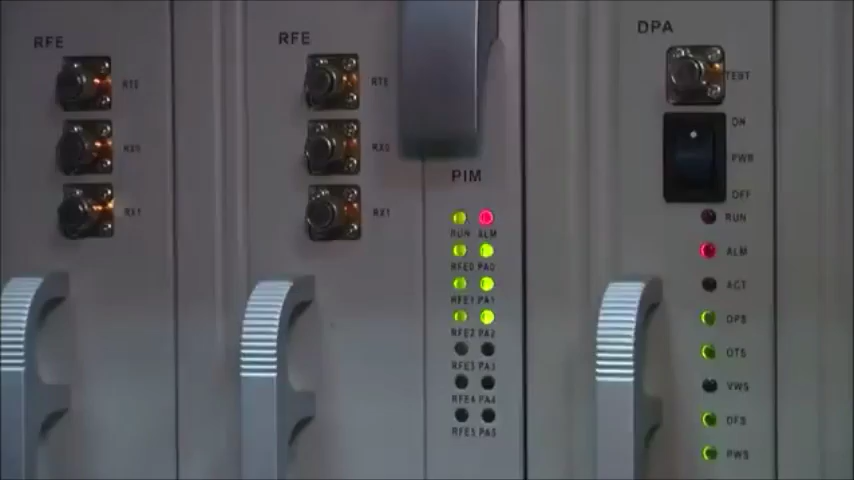 RFE
RTE
RX0
RX1
RFE
RTE
RX0
RX1
PIM
RUN ALM
RFE0 PA0
RFE1 PA1
RFE2 PA2
RFE3 PA3
RFE4 PA4
RFE5 PA5
DPA
TEST
ON
PWR
OFF
RUN
ALM
ACT
OPS
OTS
VWS
DFS
PWS